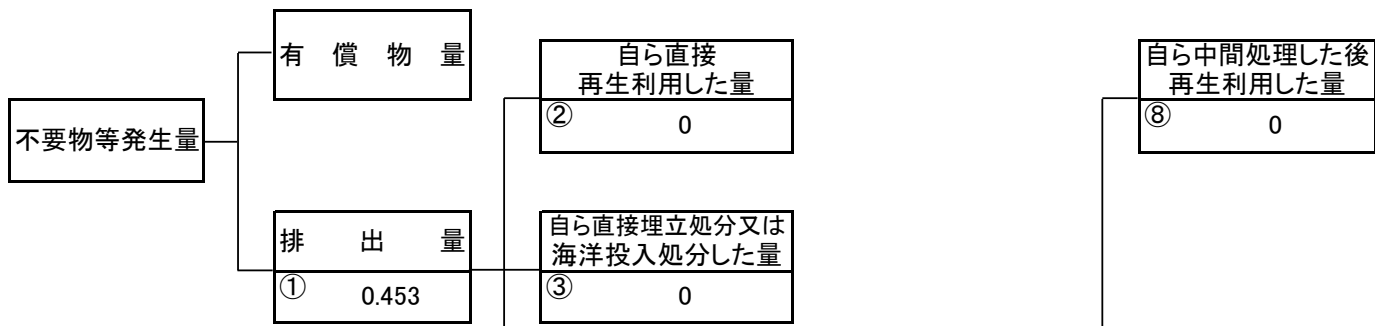 有償物量
自ら直接
再生利用した量
② 0
自ら中間処理した後
再生利用した量
⑧ 0
不要物等発生量
排出量
① 0.453
自ら直接埋立処分又は
海洋投入処分した量
③ 0